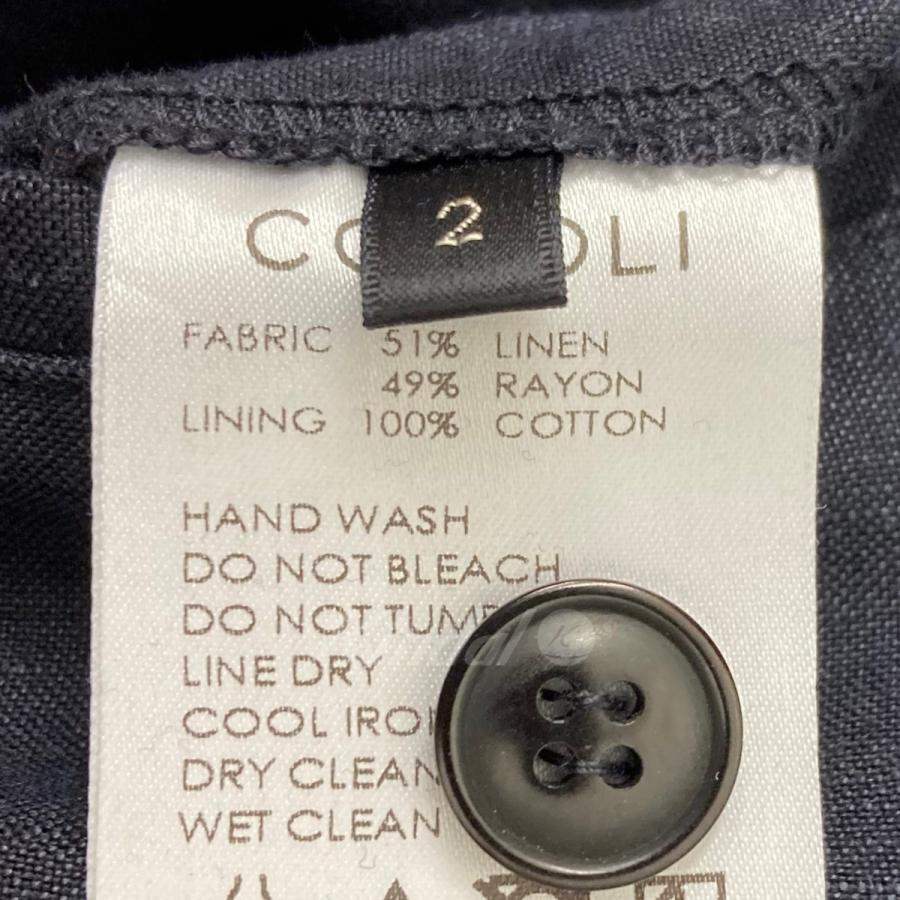 2
FABRIC 51% LINEN
49% RAYON
LINING 100% COTTON
HAND WASH
DO NOT BLEACH
DO NOT
LINE DRY
COOL
DRY CLEAN
WET CLEAN